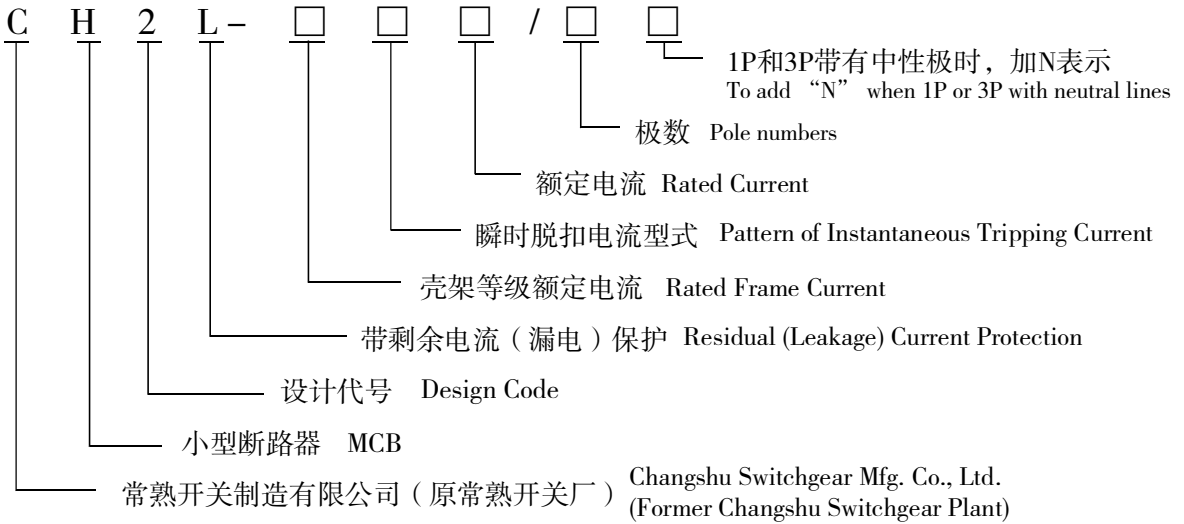 C H 2 L- □ □ □ / □ □
1P和3P带有中性极时，加N表示
To add “N” when 1P or 3P with neutral lines
极数 Pole numbers
额定电流 Rated Current
瞬时脱扣电流型式 Pattern of Instantaneous Tripping Current
壳架等级额定电流 Rated Frame Current
带剩余电流（漏电）保护 Residual (Leakage) Current Protection
设计代号 Design Code
小型断路器 MCB
常熟开关制造有限公司（原常熟开关厂） Changshu Switchgear Mfg. Co., Ltd.
(Former Changshu Switchgear Plant)